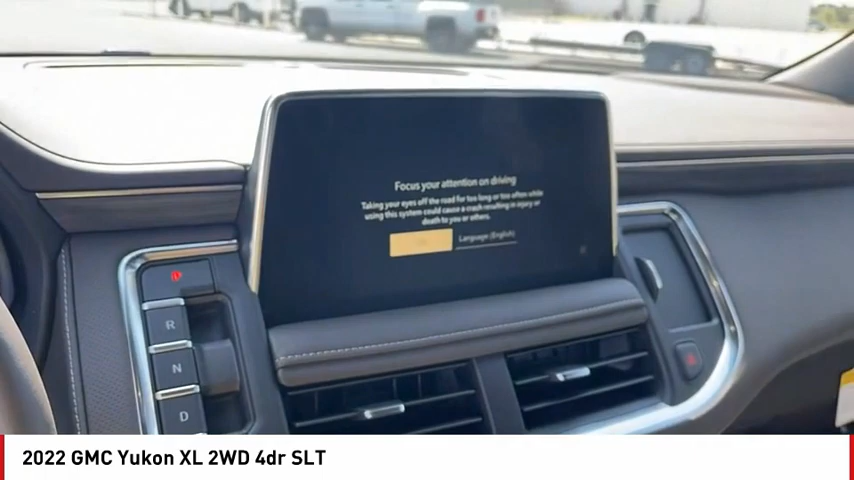 Focus your attention on driving
Taking your eyes off the road for too long or too often while
using this system could cause a crash resulting in injury or
death to you or others.
Language (English)
R
N
D
2022 GMC Yukon XL 2WD 4dr SLT